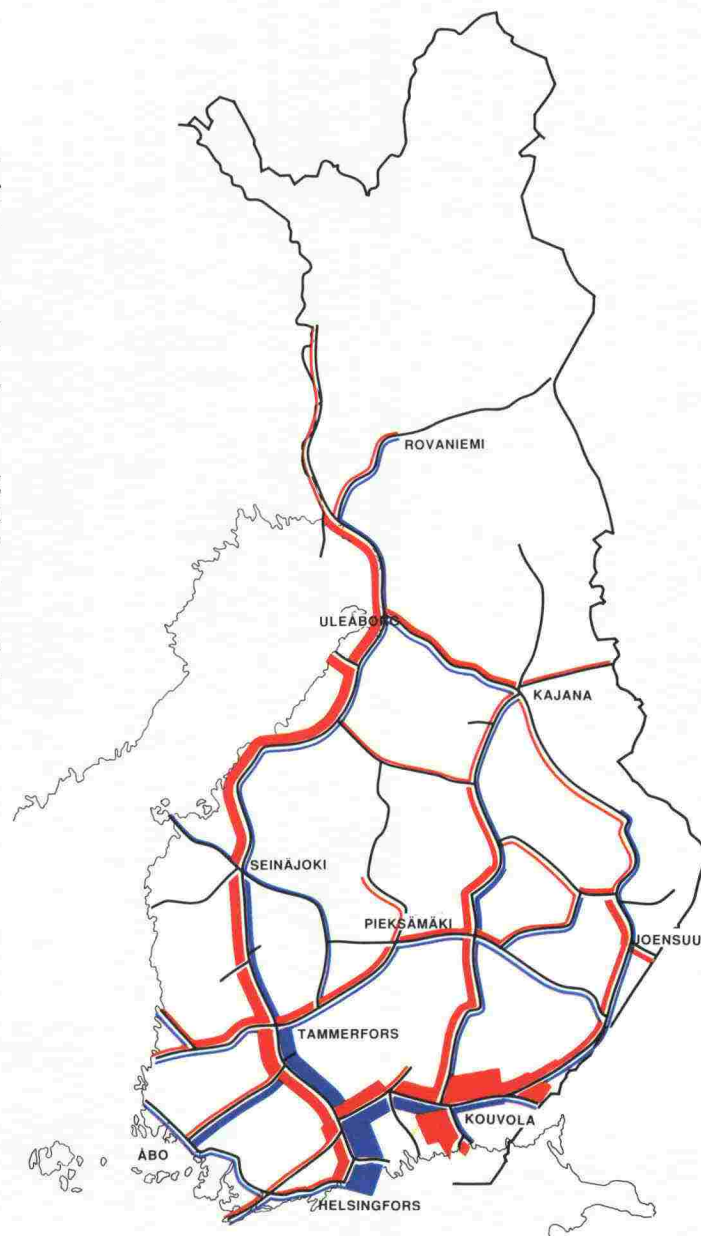 ROVANIEMI
ULEÅBORG
KAJANA
SEINÄJOKI
PIEKSÄMÄKI
JOENSUU
TAMMERFORS
KOUVOLA
ÅBO
HELSINGFORS